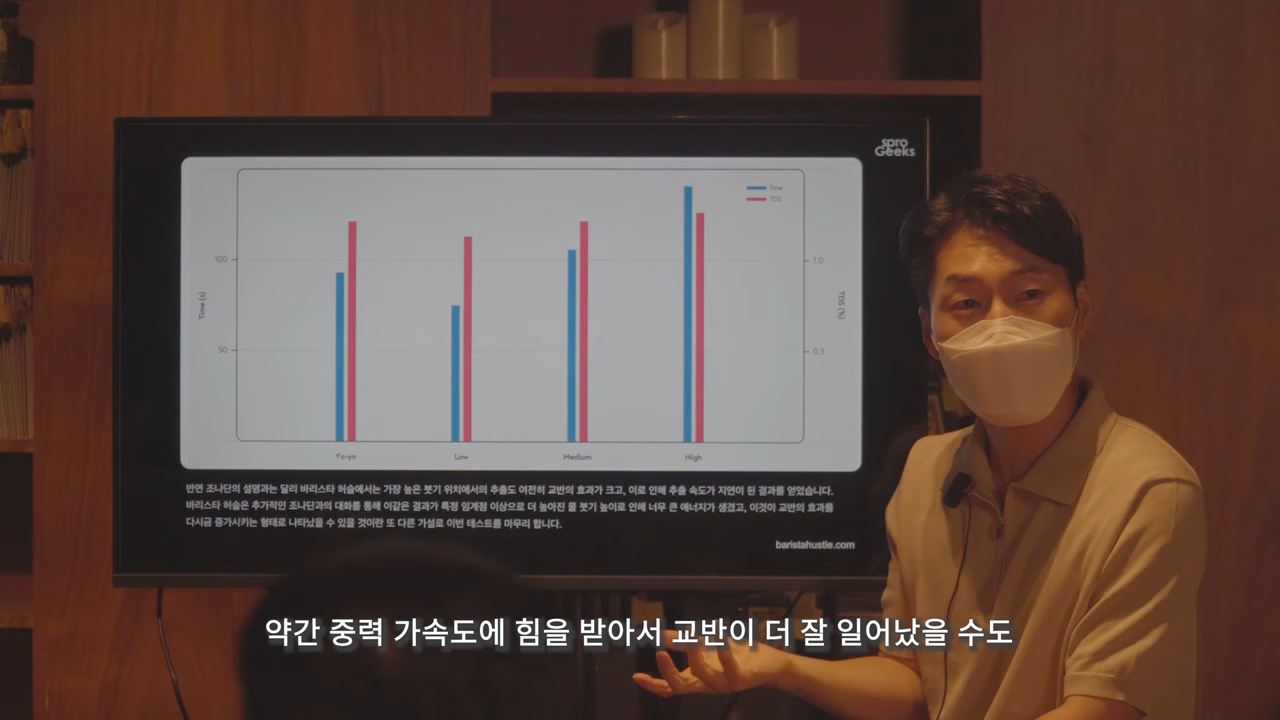 spro
Geeks
Time
TDS
100
50
Time (s)
1.0
0.5
TDS (%)
Yo-yo
Low
Medium
High
반면 조나단의 설명과는 달리 바리스타 허슬에서는 가장 높은 붓기 위치에서의 추출도 여전히 교반의 효과가 크고, 이로 인해 추출 속도가 지연이 된 결과를 얻었습니다.
바리스타 허슬은 추가적인 조나단과의 대화를 통해 이같은 결과가 특정 임계점 이상으로 더 높아진 물 붓기 높이로 인해 너무 큰 에너지가 생겼고, 이것이 교반의 효과를
다시금 증가시키는 형태로 나타났을 수 있을 것이란 또 다른 가설로 이번 테스트를 마무리 합니다.
baristahustle.com
약간 중력 가속도에 힘을 받아서 교반이 더 잘 일어났을 수도